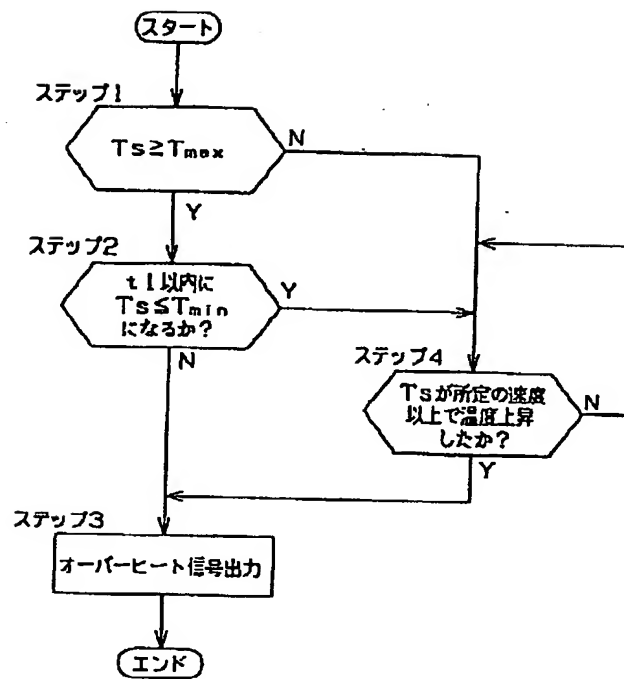 スタート
ステップ1
Ts≧Tmax
N
Y
ステップ2
t1以内に
Ts≦Tmin
になるか?
Y
N
ステップ4
Tsが所定の速度
以上で温度上昇
したか?
N
Y
ステップ3
オーバーヒート信号出力
エンド